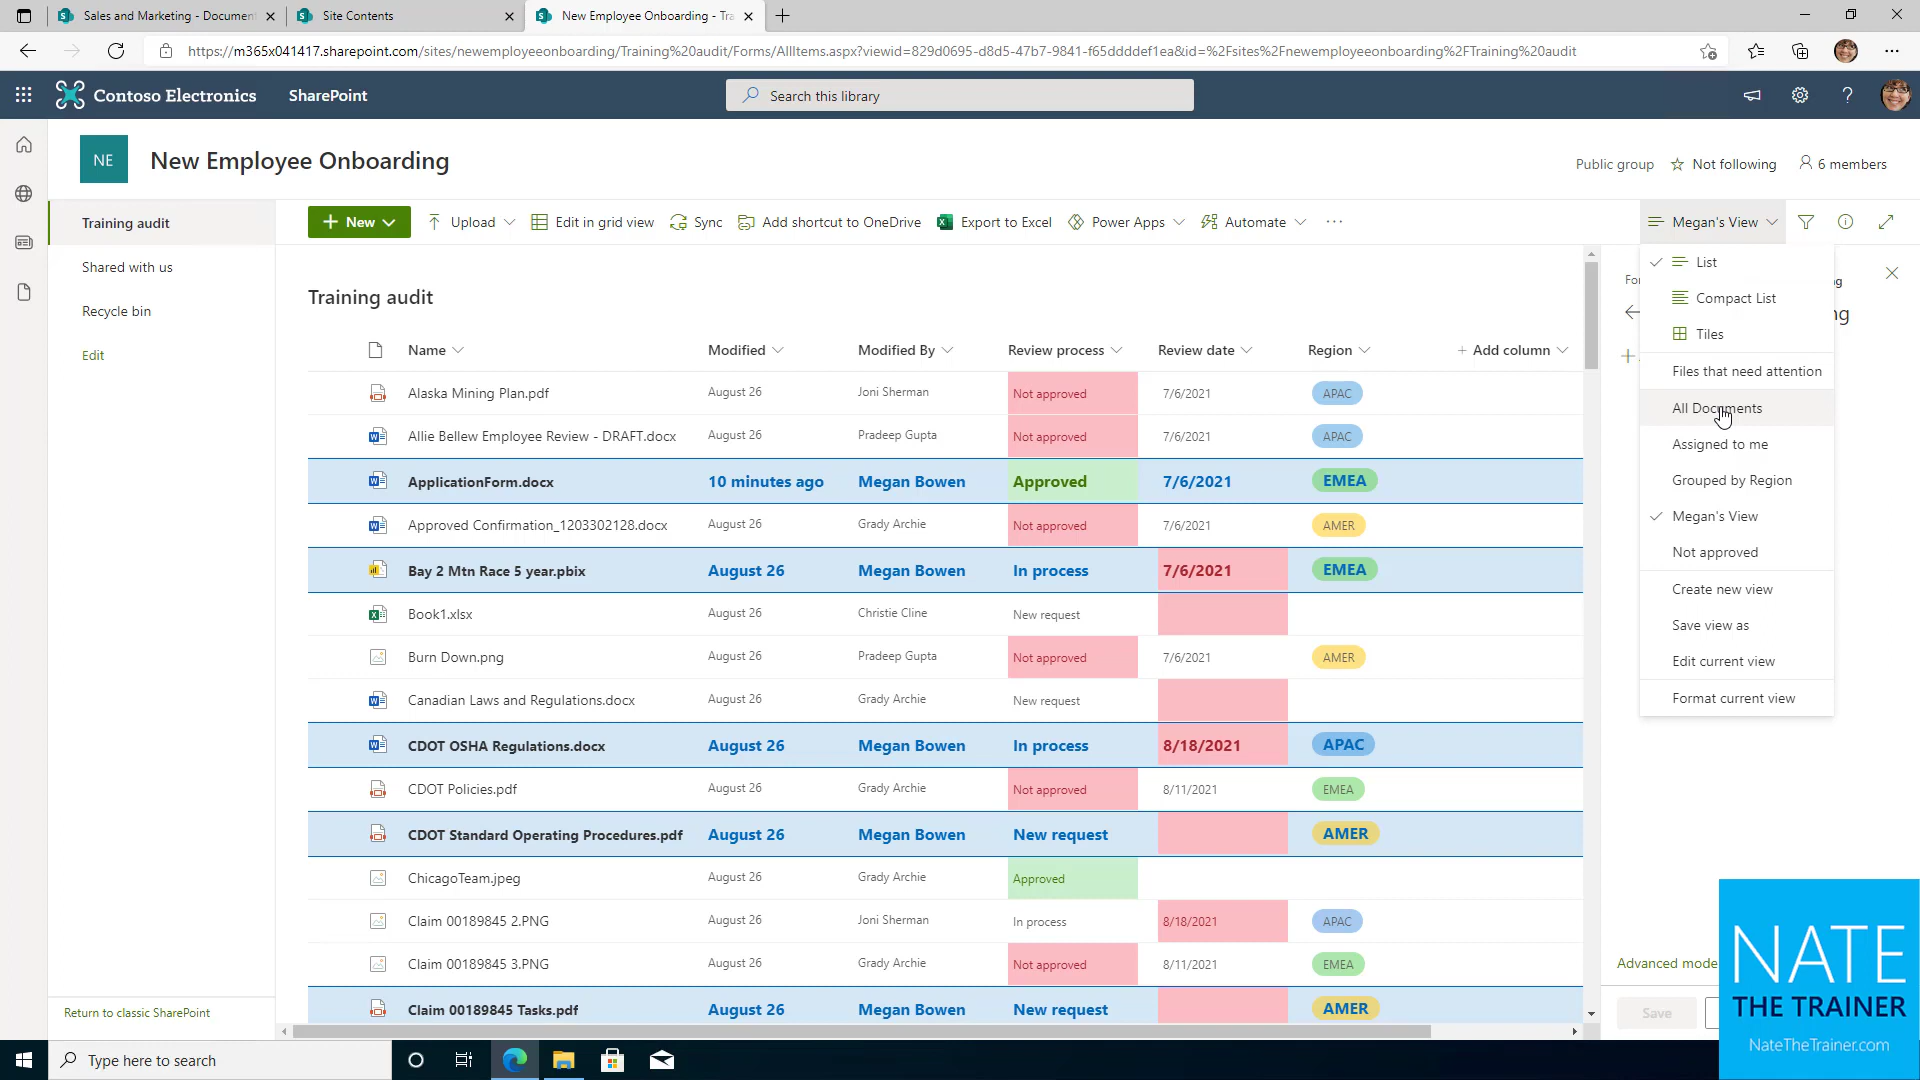 Sales and Marketing - Document
Site Contents
New Employee Onboarding - Tra
https://m365x041417.sharepoint.com/sites/newemployeeonboarding/Training%20audit/Forms/AllItems.aspx?viewid=829d0695-d8d5-47b7-9841-f65ddddef1ea&id=%2Fsites%2Fnewemployeeonboarding%2FTraining%20audit
Contoso Electronics
SharePoint
Search this library
?
NE
New Employee Onboarding
Public group
Not following
6 members
Training audit
Shared with us
Recycle bin
Edit
Return to classic SharePoint
+ New
Upload
Edit in grid view
Sync
Add shortcut to OneDrive
Export to Excel
Power Apps
Automate
...
Megan's View
Training audit
Name Modified Modified By Review process Review date Region + Add column
Alaska Mining Plan.pdf August 26 Joni Sherman Not approved 7/6/2021 APAC
Allie Bellew Employee Review - DRAFT.docx August 26 Pradeep Gupta Not approved 7/6/2021 APAC
ApplicationForm.docx 10 minutes ago Megan Bowen Approved 7/6/2021 EMEA
Approved Confirmation_1203302128.docx August 26 Grady Archie Not approved 7/6/2021 AMER
Bay 2 Mtn Race 5 year.pbix August 26 Megan Bowen In process 7/6/2021 EMEA
Book1.xlsx August 26 Christie Cline New request
Burn Down.png August 26 Pradeep Gupta Not approved 7/6/2021 AMER
Canadian Laws and Regulations.docx August 26 Grady Archie New request
CDOT OSHA Regulations.docx August 26 Megan Bowen In process 8/18/2021 APAC
CDOT Policies.pdf August 26 Grady Archie Not approved 8/11/2021 EMEA
CDOT Standard Operating Procedures.pdf August 26 Megan Bowen New request AMER
ChicagoTeam.jpeg August 26 Grady Archie Approved
Claim 00189845 2.PNG August 26 Joni Sherman In process 8/18/2021 APAC
Claim 00189845 3.PNG August 26 Grady Archie Not approved 8/11/2021 EMEA
Claim 00189845 Tasks.pdf August 26 Megan Bowen New request AMER
List
Compact List
Tiles
Files that need attention
All Documents
Assigned to me
Grouped by Region
Megan's View
Not approved
Create new view
Save view as
Edit current view
Format current view
Advanced mode
Save
NATE
THE TRAINER
NateTheTrainer.com
Type here to search